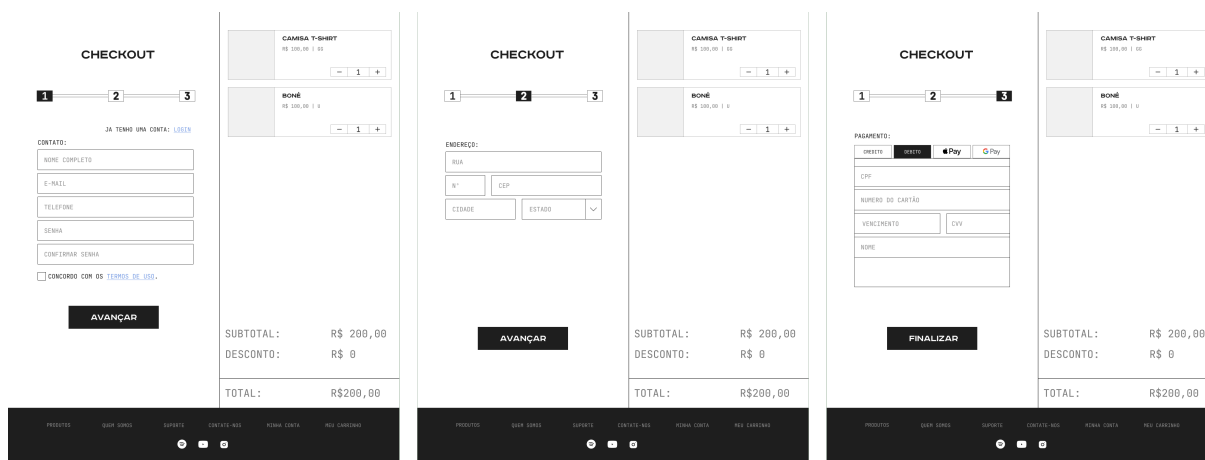 CHECKOUT
1 2 3
JA TENHO UMA CONTA: LOGIN
CONTATO:
NOME COMPLETO
E-MAIL
TELEFONE
SENHA
CONFIRMAR SENHA
CONCORDO COM OS TERMOS DE USO.
AVANÇAR
CAMISA T-SHIRT
R$ 100,00 | GG
- 1 +
BONÉ
R$ 100,00 | U
- 1 +
SUBTOTAL: R$ 200,00
DESCONTO: R$ 0
TOTAL: R$200,00
PRODUTOS QUEM SOMOS SUPORTE CONTATE-NOS MINHA CONTA MEU CARRINHO
CHECKOUT
1 2 3
ENDEREÇO:
RUA
N° CEP
CIDADE ESTADO
AVANÇAR
CAMISA T-SHIRT
R$ 100,00 | GG
- 1 +
BONÉ
R$ 100,00 | U
- 1 +
SUBTOTAL: R$ 200,00
DESCONTO: R$ 0
TOTAL: R$200,00
PRODUTOS QUEM SOMOS SUPORTE CONTATE-NOS MINHA CONTA MEU CARRINHO
CHECKOUT
1 2 3
PAGAMENTO:
CREDITO DEBITO Pay G Pay
CPF
NUMERO DO CARTÃO
VENCIMENTO CVV
NOME
FINALIZAR
CAMISA T-SHIRT
R$ 100,00 | GG
- 1 +
BONÉ
R$ 100,00 | U
- 1 +
SUBTOTAL: R$ 200,00
DESCONTO: R$ 0
TOTAL: R$200,00
PRODUTOS QUEM SOMOS SUPORTE CONTATE-NOS MINHA CONTA MEU CARRINHO